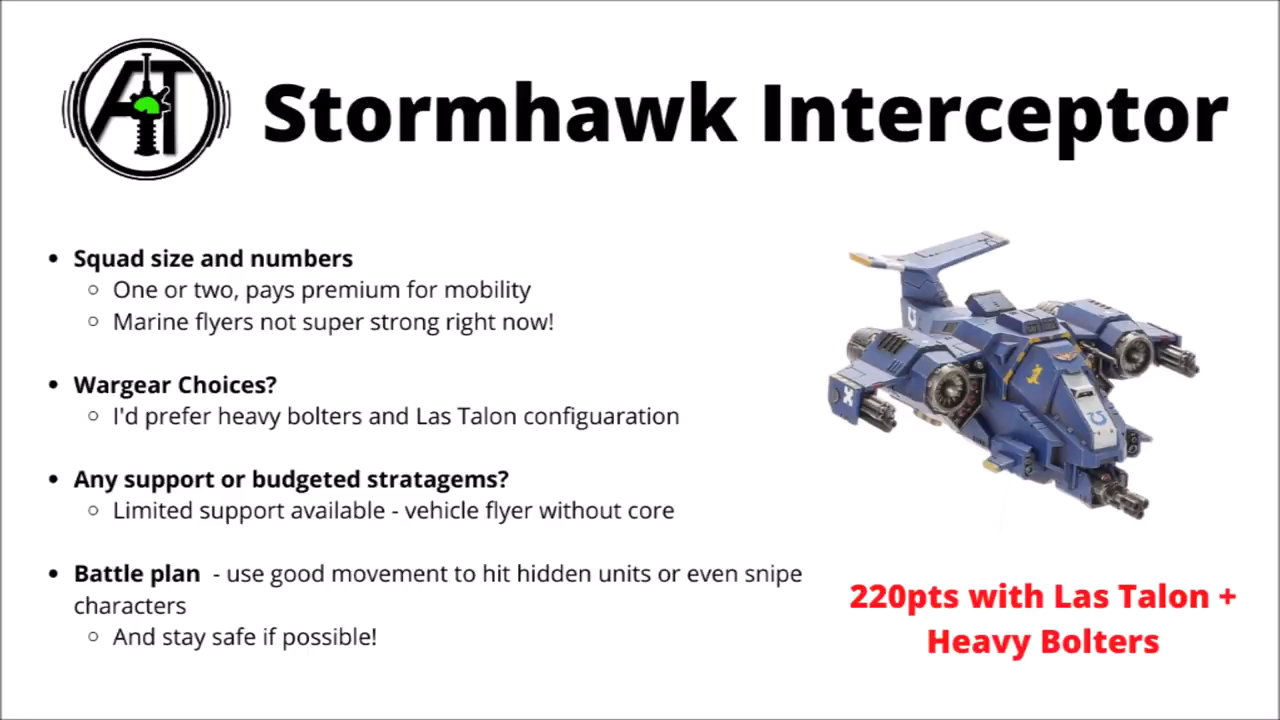 AT
Stormhawk Interceptor
Squad size and numbers
One or two, pays premium for mobility
Marine flyers not super strong right now!
Wargear Choices?
I'd prefer heavy bolters and Las Talon configuaration
Any support or budgeted stratagems?
Limited support available - vehicle flyer without core
Battle plan - use good movement to hit hidden units or even snipe
characters
And stay safe if possible!
220pts with Las Talon +
Heavy Bolters